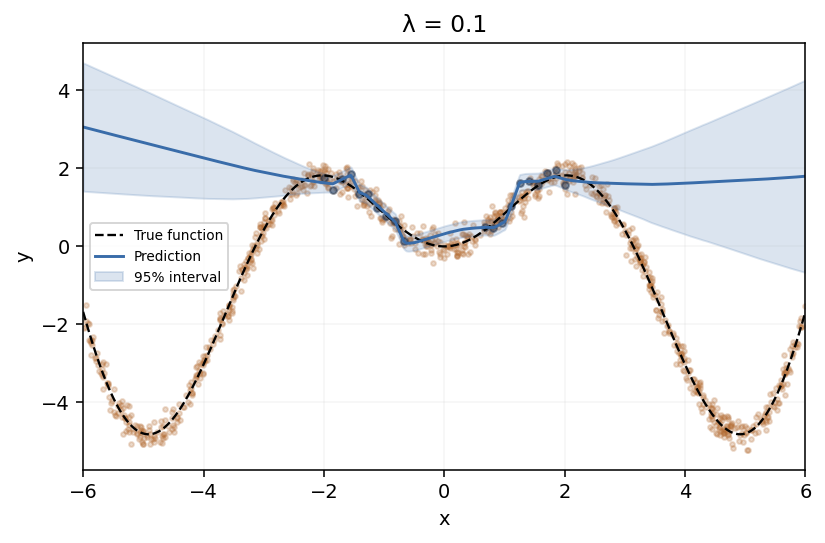 λ = 0.1
y
4
2
0
−2
−4
True function
Prediction
95% interval
−6 −4 −2 0 2 4 6
x